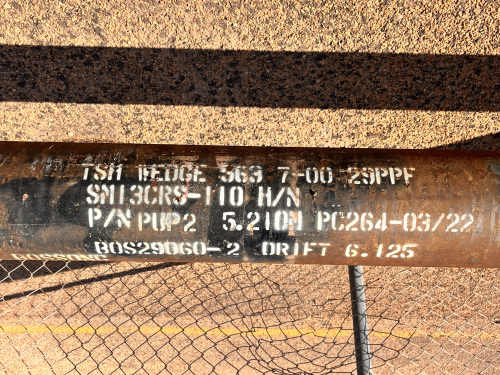 TSH WEDGE 563 7-00 29PPF
SM13CRS-110 H/N
P/N PUP2 5.210M PC264-03/22
BOS29060-2 DRIFT 6.125